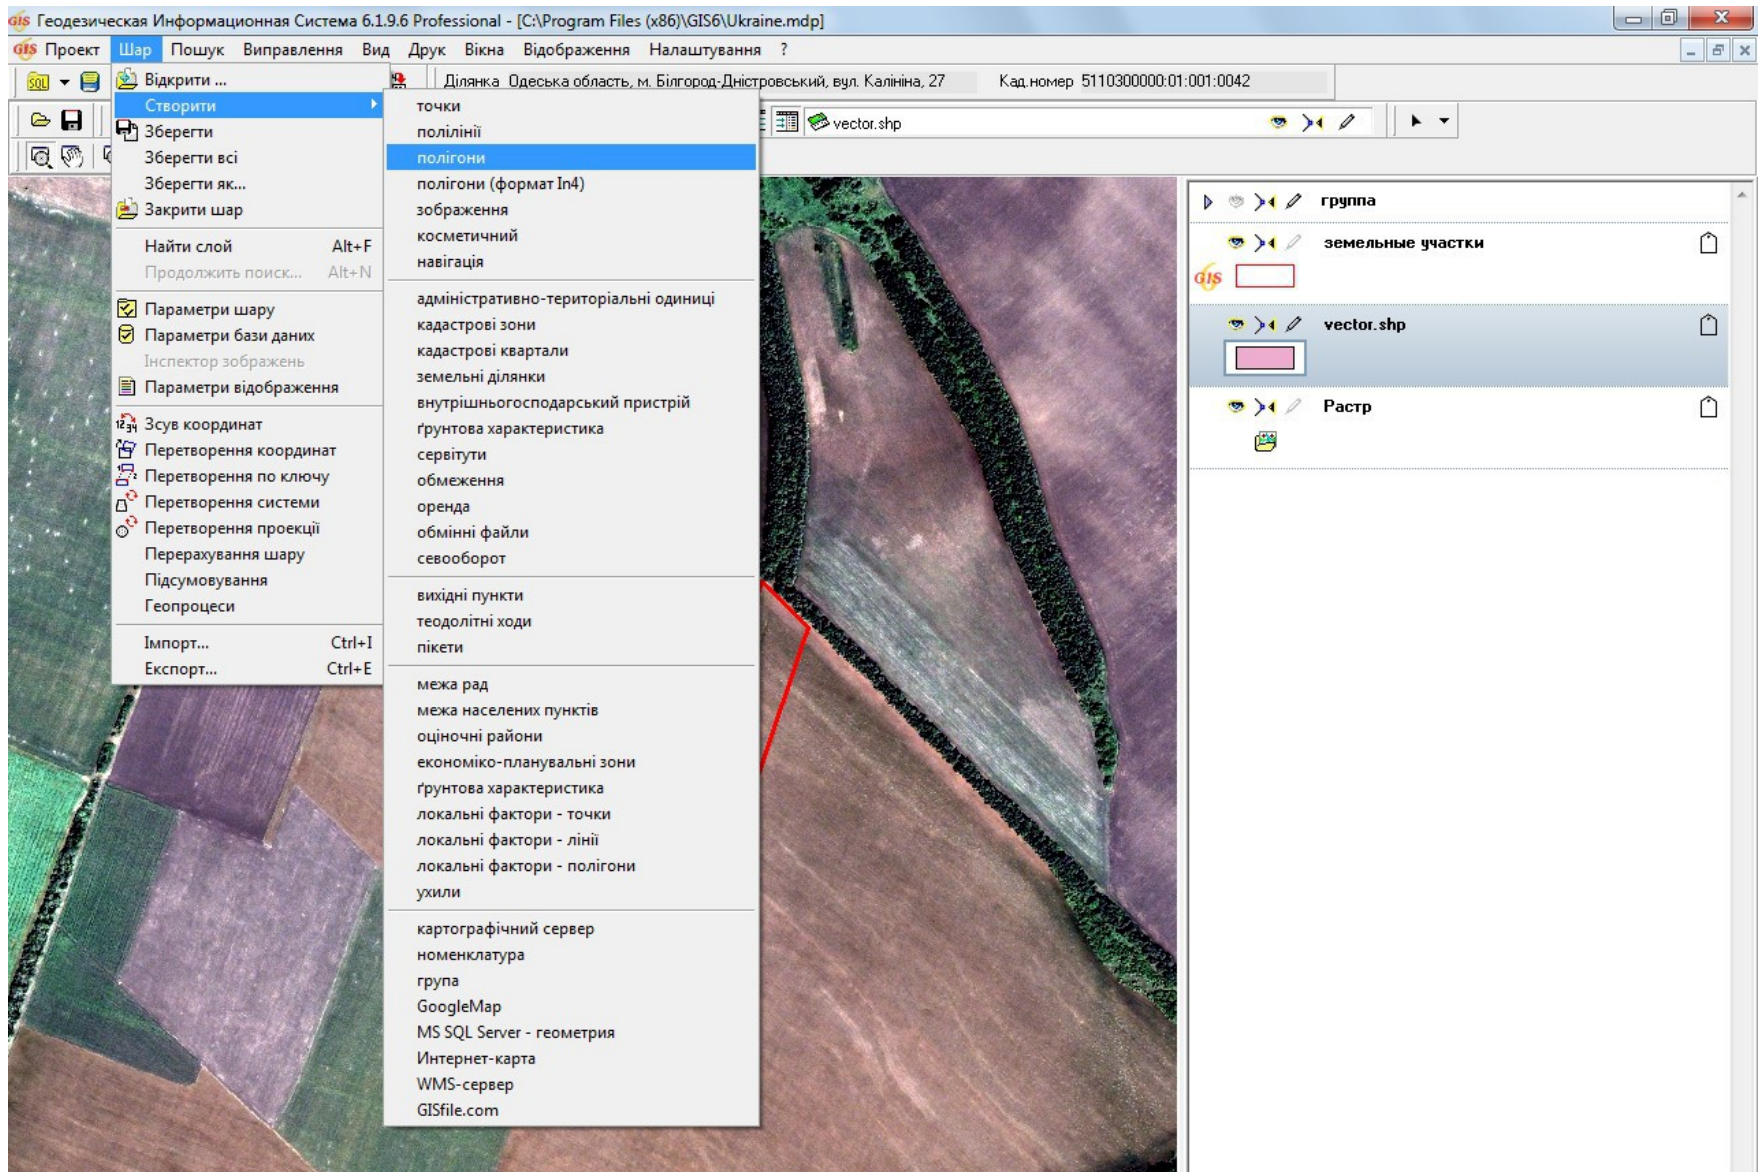 GIS Геодезическая Информационная Система 6.1.9.6 Professional - [C:\Program Files (x86)\GIS6\Ukraine.mdp]
GIS Проект Шар Пошук Виправлення Вид Друк Вікна Відображення Налаштування ?
SQL Ділянка Одеська область, м. Білгород-Дністровський, вул. Калініна, 27 Кад.номер 5110300000:01:001:0042
vector.shp
Відкрити ...
Створити
Зберегти
Зберегти всі
Зберегти як...
Закрити шар
Найти слой Alt+F
Продолжить поиск... Alt+N
Параметри шару
Параметри бази даних
Інспектор зображень
Параметри відображення
Зсув координат
Перетворення координат
Перетворення по ключу
Перетворення системи
Перетворення проекції
Перерахування шару
Підсумовування
Геопроцеси
Імпорт... Ctrl+I
Експорт... Ctrl+E
точки
полілінії
полігони
полігони (формат In4)
зображення
косметичний
навігація
адміністративно-територіальні одиниці
кадастрові зони
кадастрові квартали
земельні ділянки
внутрішньогосподарський пристрій
ґрунтова характеристика
сервітути
обмеження
оренда
обмінні файли
севооборот
вихідні пункти
теодолітні ходи
пікети
межа рад
межа населених пунктів
оціночні райони
економіко-планувальні зони
ґрунтова характеристика
локальні фактори - точки
локальні фактори - лінії
локальні фактори - полігони
ухили
картографічний сервер
номенклатура
група
GoogleMap
MS SQL Server - геометрия
Интернет-карта
WMS-сервер
GISfile.com
группа
земельные участки
GIS
vector.shp
Растр